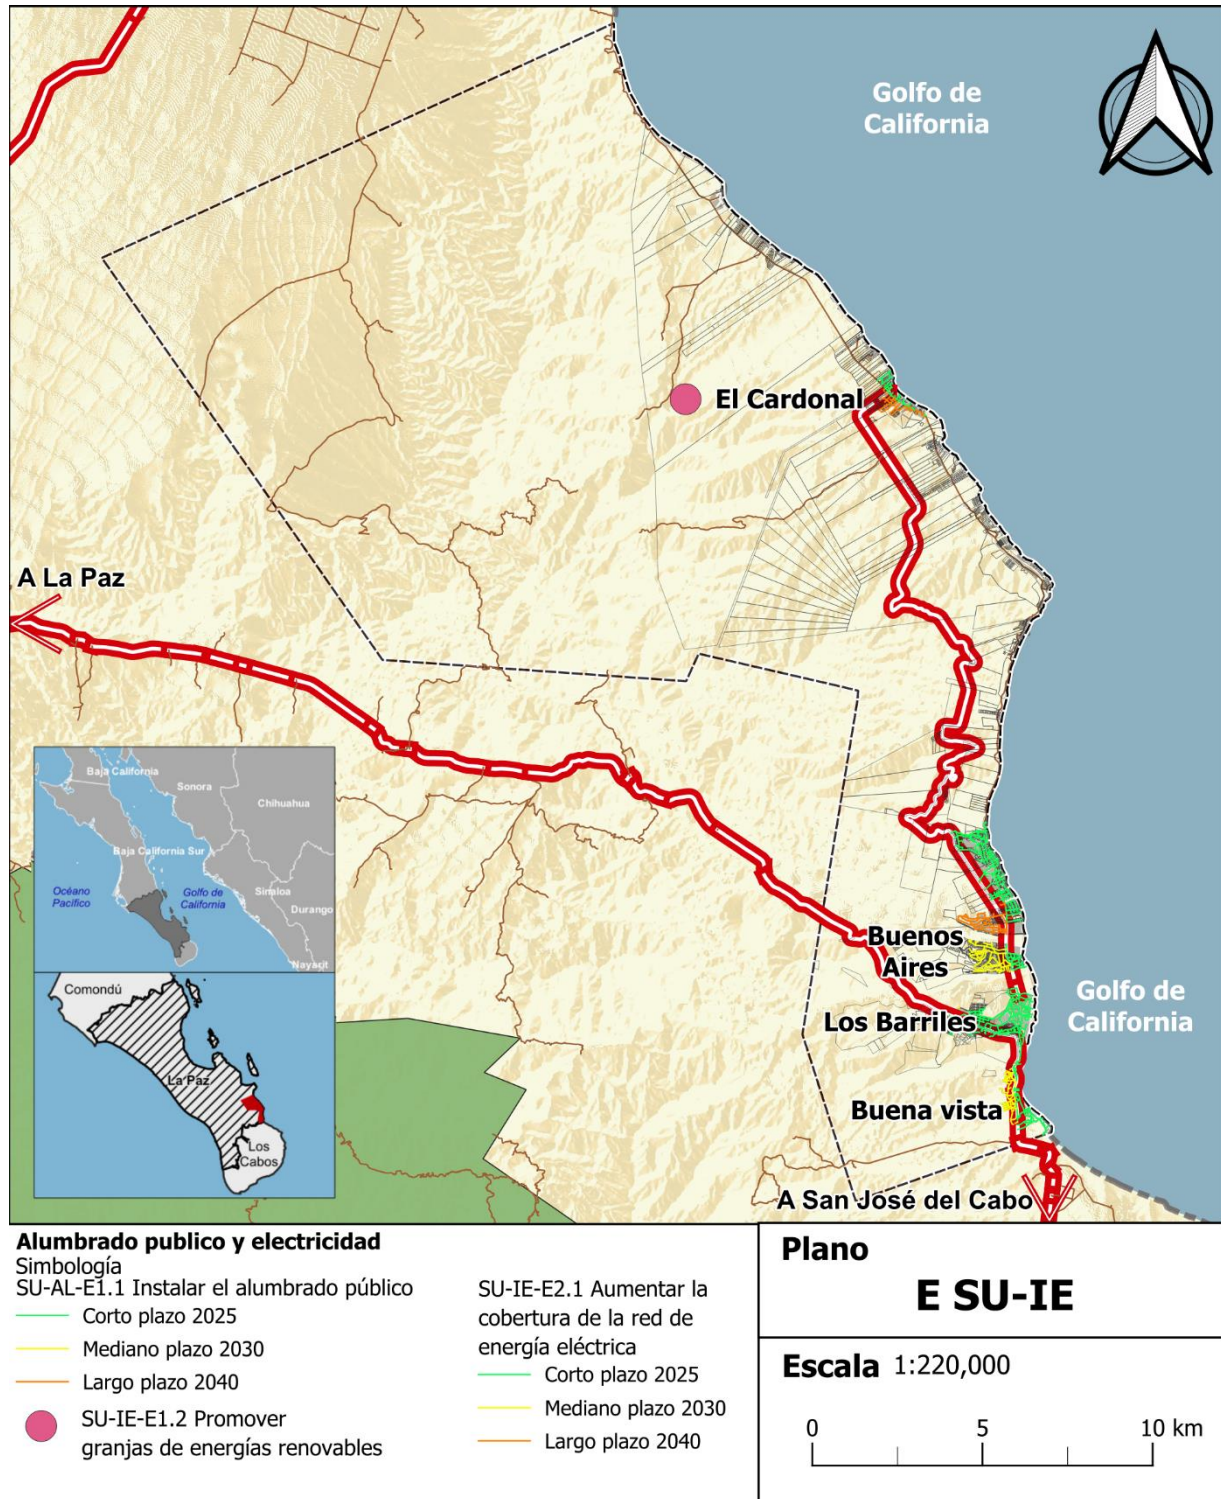 Golfo de
California
El Cardonal
A La Paz
Baja California
Sonora
Chihuahua
Baja California Sur
Océano
Pacífico
Golfo de
California
Sinaloa
Durango
Nayarit
Comondú
La Paz
Los
Cabos
Buenos
Aires
Los Barriles
Golfo de
California
Buena vista
A San José del Cabo
Alumbrado publico y electricidad
Simbología
SU-AL-E1.1 Instalar el alumbrado público
Corto plazo 2025
Mediano plazo 2030
Largo plazo 2040
SU-IE-E1.2 Promover
granjas de energías renovables
SU-IE-E2.1 Aumentar la
cobertura de la red de
energía eléctrica
Corto plazo 2025
Mediano plazo 2030
Largo plazo 2040
Plano
E SU-IE
Escala 1:220,000
0 5 10 km